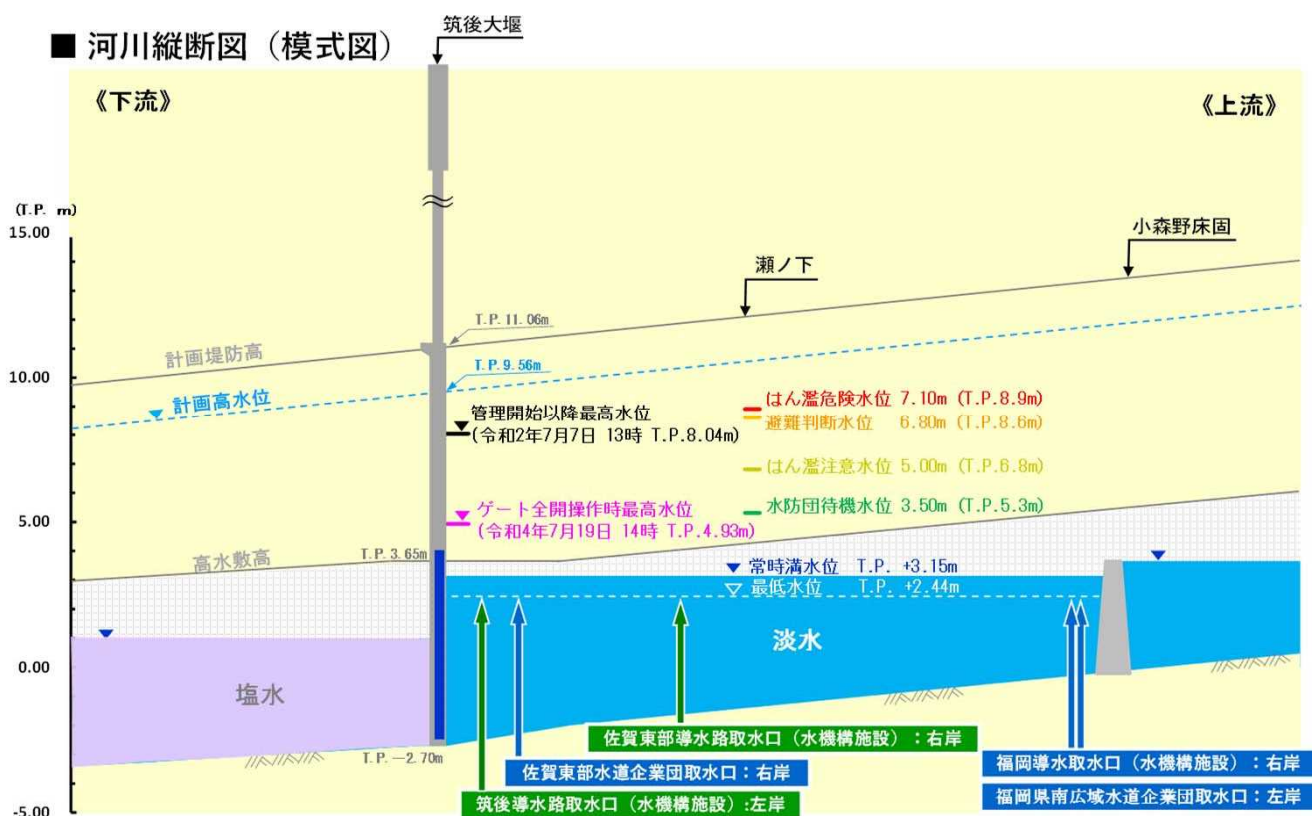 ■ 河川縦断図（模式図）
筑後大堰
《下流》
《上流》
(T.P. m)
15.00
10.00
5.00
0.00
-5.00
小森野床固
瀬ノ下
T.P.11.06m
計画堤防高
T.P.9.56m
計画高水位
管理開始以降最高水位
(令和2年7月7日 13時 T.P.8.04m)
はん濫危険水位 7.10m (T.P.8.9m)
避難判断水位 6.80m (T.P.8.6m)
はん濫注意水位 5.00m (T.P.6.8m)
水防団待機水位 3.50m (T.P.5.3m)
ゲート全開操作時最高水位
(令和4年7月19日 14時 T.P.4.93m)
高水敷高
T.P.3.65m
常時満水位 T.P. +3.15m
最低水位 T.P. +2.44m
淡水
塩水
T.P.－2.70m
佐賀東部導水路取水口（水機構施設）：右岸
佐賀東部水道企業団取水口：右岸
筑後導水路取水口（水機構施設）:左岸
福岡導水取水口（水機構施設）：右岸
福岡県南広域水道企業団取水口：左岸